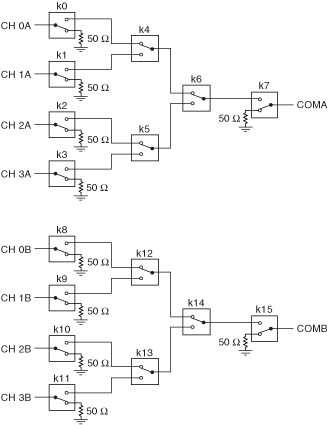 k0
CH 0A
50 Ω
k4
k1
CH 1A
50 Ω
k6
k7
COMA
50 Ω
k2
CH 2A
50 Ω
k5
k3
CH 3A
50 Ω
k8
CH 0B
50 Ω
k12
k9
CH 1B
50 Ω
k14
k15
COMB
50 Ω
k10
CH 2B
50 Ω
k13
k11
CH 3B
50 Ω